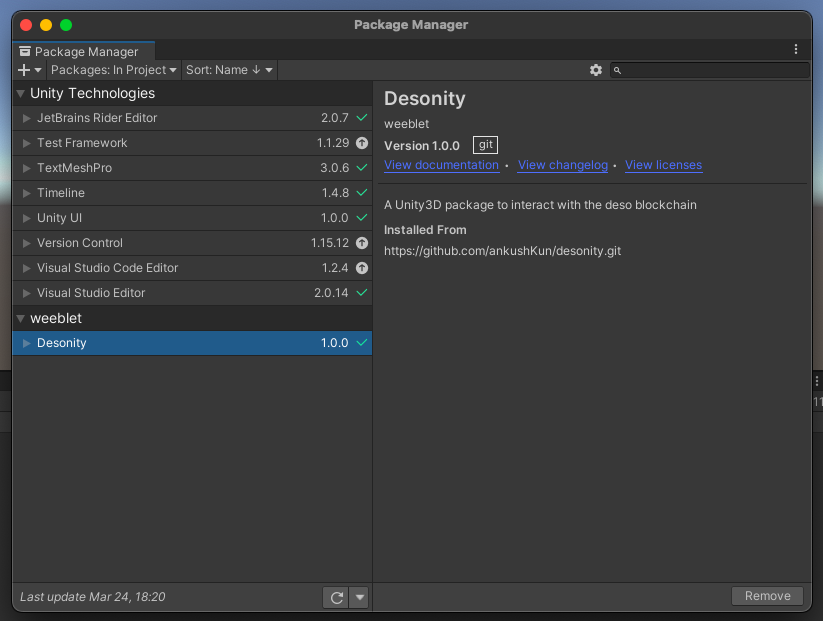 Package Manager
Package Manager
Packages: In Project Sort: Name ↓
Unity Technologies
JetBrains Rider Editor 2.0.7
Test Framework 1.1.29
TextMeshPro 3.0.6
Timeline 1.4.8
Unity UI 1.0.0
Version Control 1.15.12
Visual Studio Code Editor 1.2.4
Visual Studio Editor 2.0.14
weeblet
Desonity 1.0.0
Last update Mar 24, 18:20
Desonity
weeblet
Version 1.0.0 git
View documentation • View changelog • View licenses
A Unity3D package to interact with the deso blockchain
Installed From
https://github.com/ankushKun/desonity.git
Remove